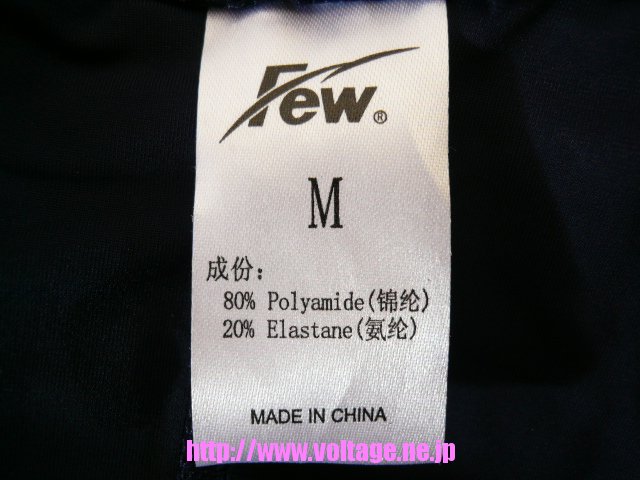 Few®
M
成份:
80% Polyamide(锦纶)
20% Elastane(氨纶)
MADE IN CHINA
http://www.voltage.ne.jp